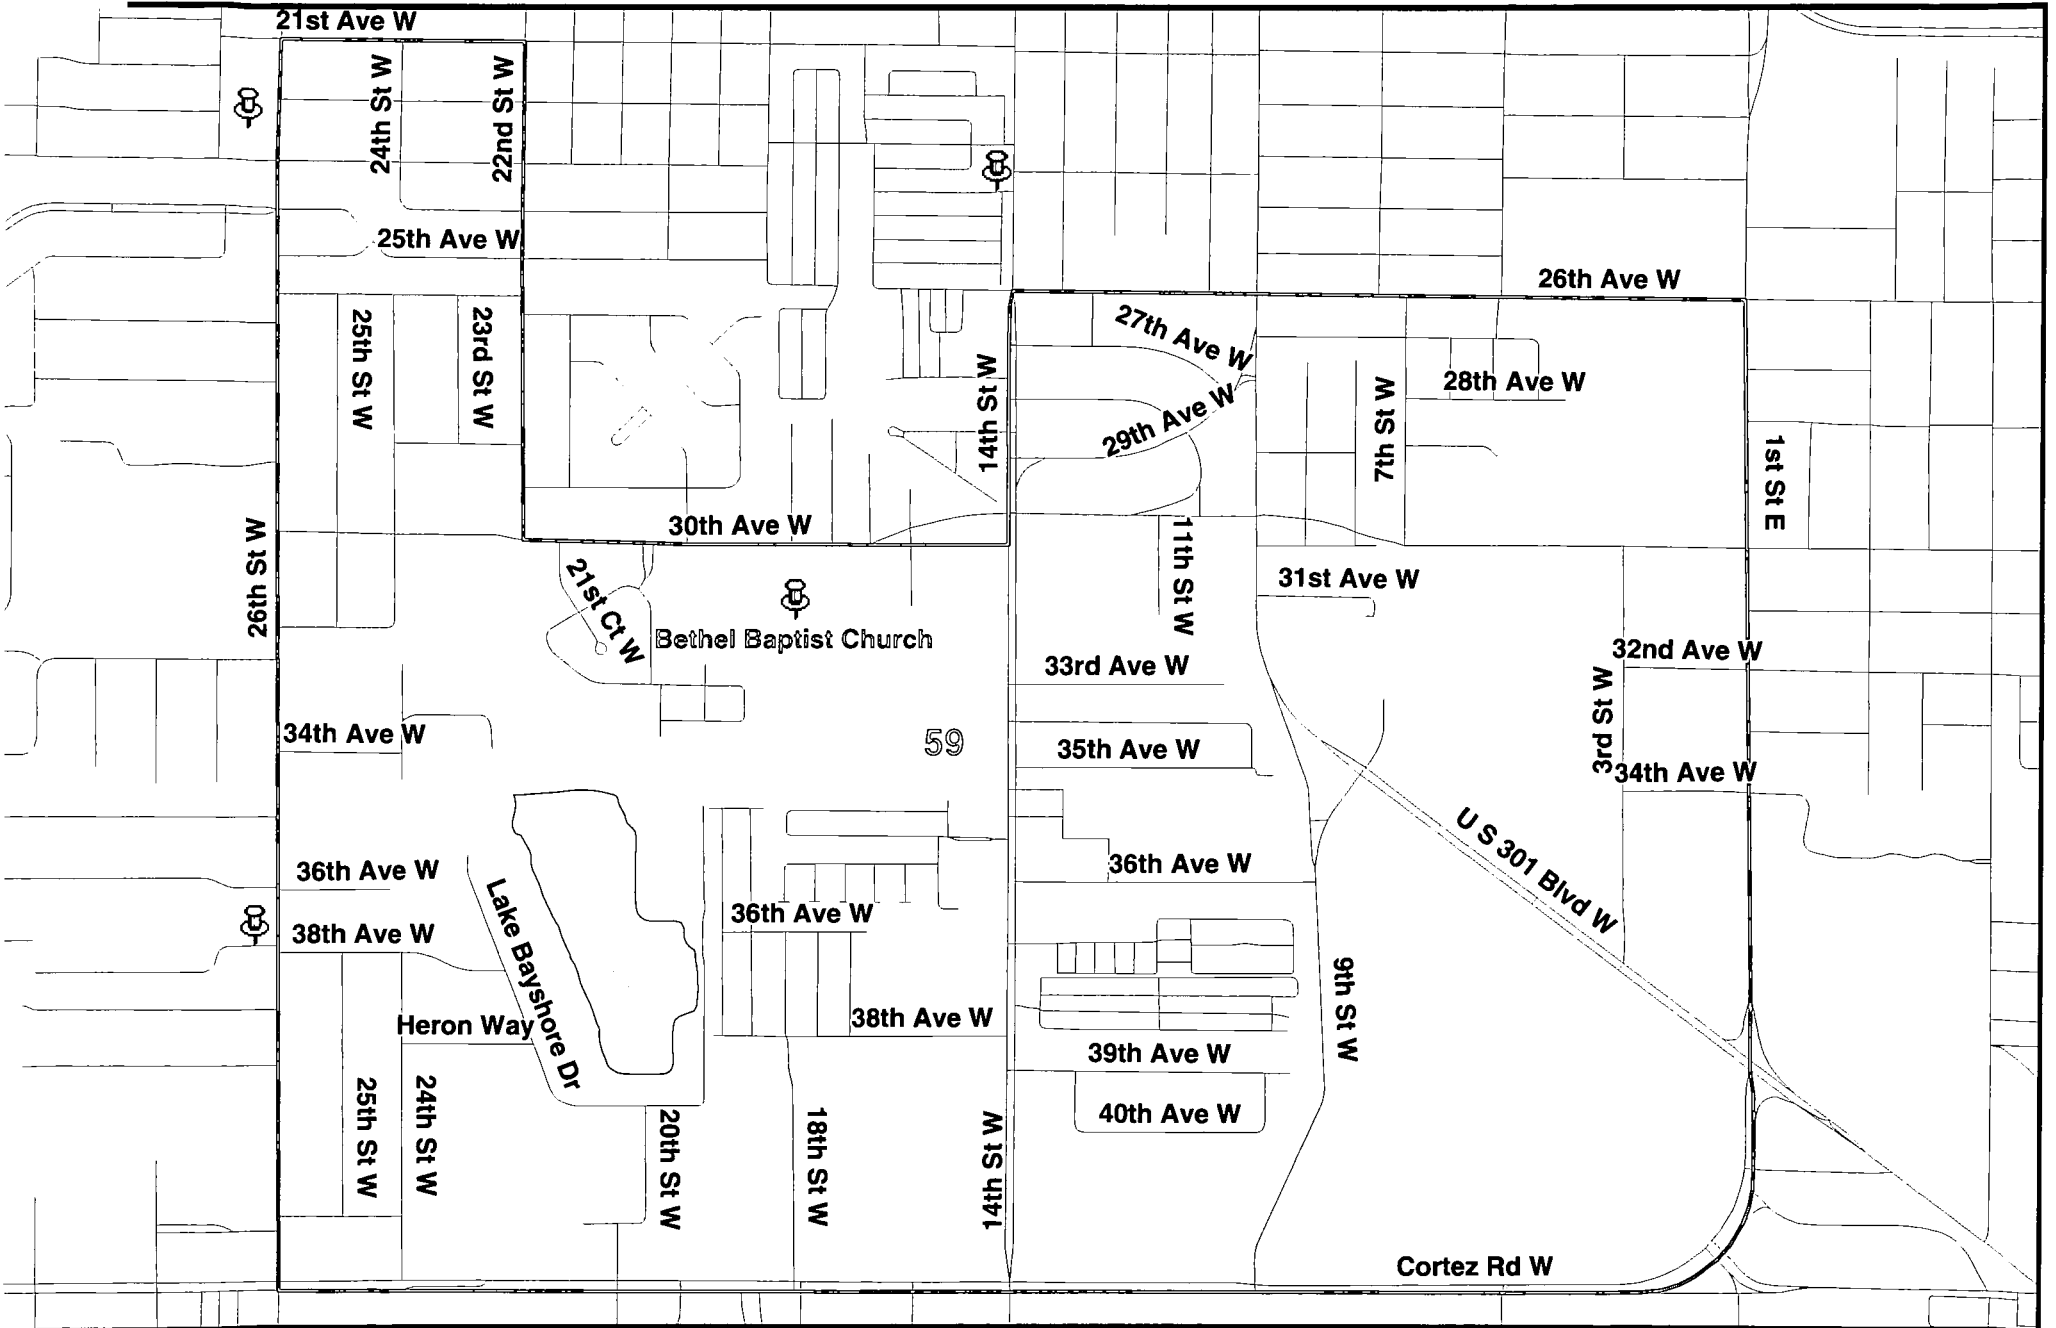 21st Ave W
24th St W
22nd St W
25th Ave W
26th Ave W
25th St W
23rd St W
27th Ave W
14th St W
28th Ave W
7th St W
29th Ave W
1st St E
30th Ave W
26th St W
11th St W
21st Ct W
31st Ave W
Bethel Baptist Church
32nd Ave W
33rd Ave W
3rd St W
34th Ave W
59
35th Ave W
34th Ave W
U S 301 Blvd W
36th Ave W
36th Ave W
Lake Bayshore Dr
36th Ave W
38th Ave W
9th St W
Heron Way
38th Ave W
39th Ave W
25th St W
24th St W
40th Ave W
20th St W
18th St W
14th St W
Cortez Rd W